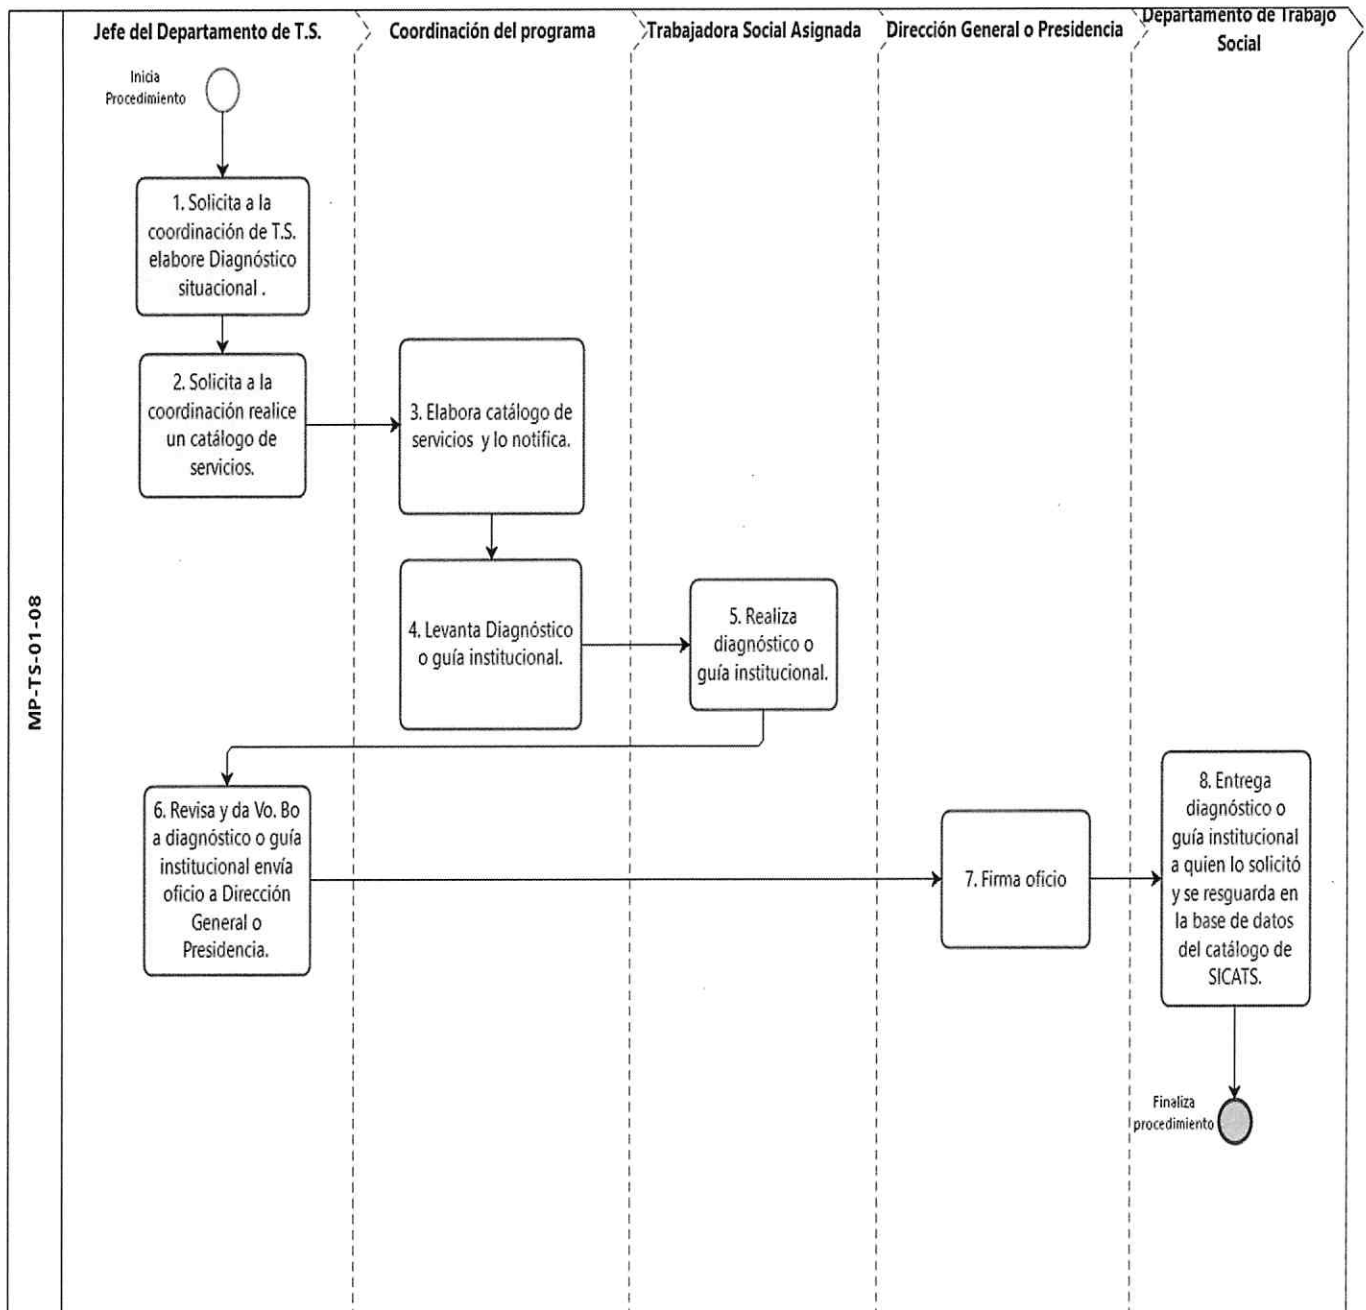 Jefe del Departamento de T.S.
Coordinación del programa
Trabajadora Social Asignada
Dirección General o Presidencia
Departamento de Trabajo
Social
Inicia
Procedimiento
1. Solicita a la
coordinación de T.S.
elabore Diagnóstico
situacional .
2. Solicita a la
coordinación realice
un catálogo de
servicios.
3. Elabora catálogo de
servicios y lo notifica.
4. Levanta Diagnóstico
o guía institucional.
5. Realiza
diagnóstico o
guía institucional.
MP-TS-01-08
6. Revisa y da Vo. Bo
a diagnóstico o guía
institucional envía
oficio a Dirección
General o
Presidencia.
7. Firma oficio
8. Entrega
diagnóstico o
guía institucional
a quien lo solicitó
y se resguarda en
la base de datos
del catálogo de
SICATS.
Finaliza
procedimiento